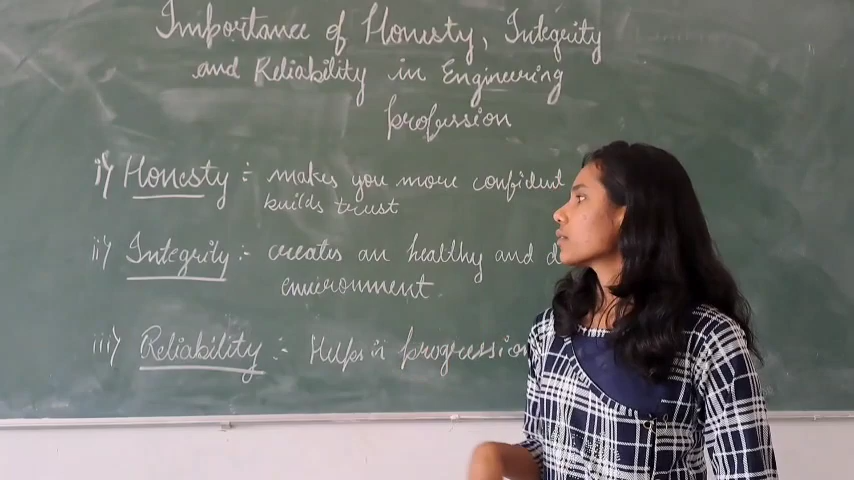 Importance of Honesty, Integrity
and Reliability in Engineering
profession
i) Honesty :- makes you more confident
builds trust
ii) Integrity :- creates an healthy and
environment.
iii) Reliability :- Helps in progression